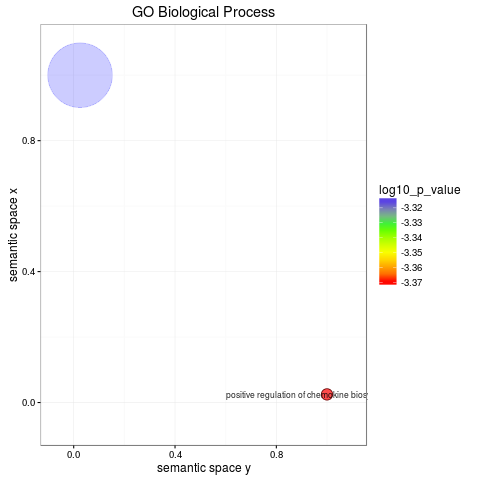 GO Biological Process
semantic space x
0.8
0.4
0.0
positive regulation of chemokine bios
0.0 0.4 0.8
semantic space y
log10_p_value
-3.32
-3.33
-3.34
-3.35
-3.36
-3.37